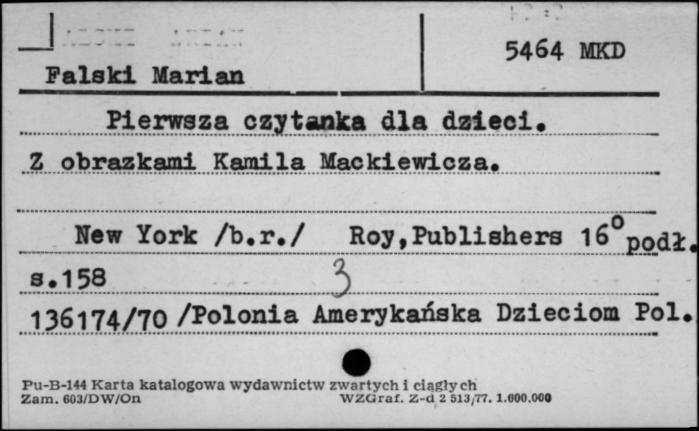 5464 MKD
Falski Marian
Pierwsza czytanka dla dzieci.
Z obrazkami Kamila Mackiewicza.
New York /b.r./ Roy,Publishers 16° podł.
s.158 3
136174/70 /Polonia Amerykańska Dzieciom Pol.
Pu-B-144 Karta katalogowa wydawnictw zwartych i ciągłych
Zam. 603/DW/On WZGraf. Z-d 2 513/77. 1.600.000